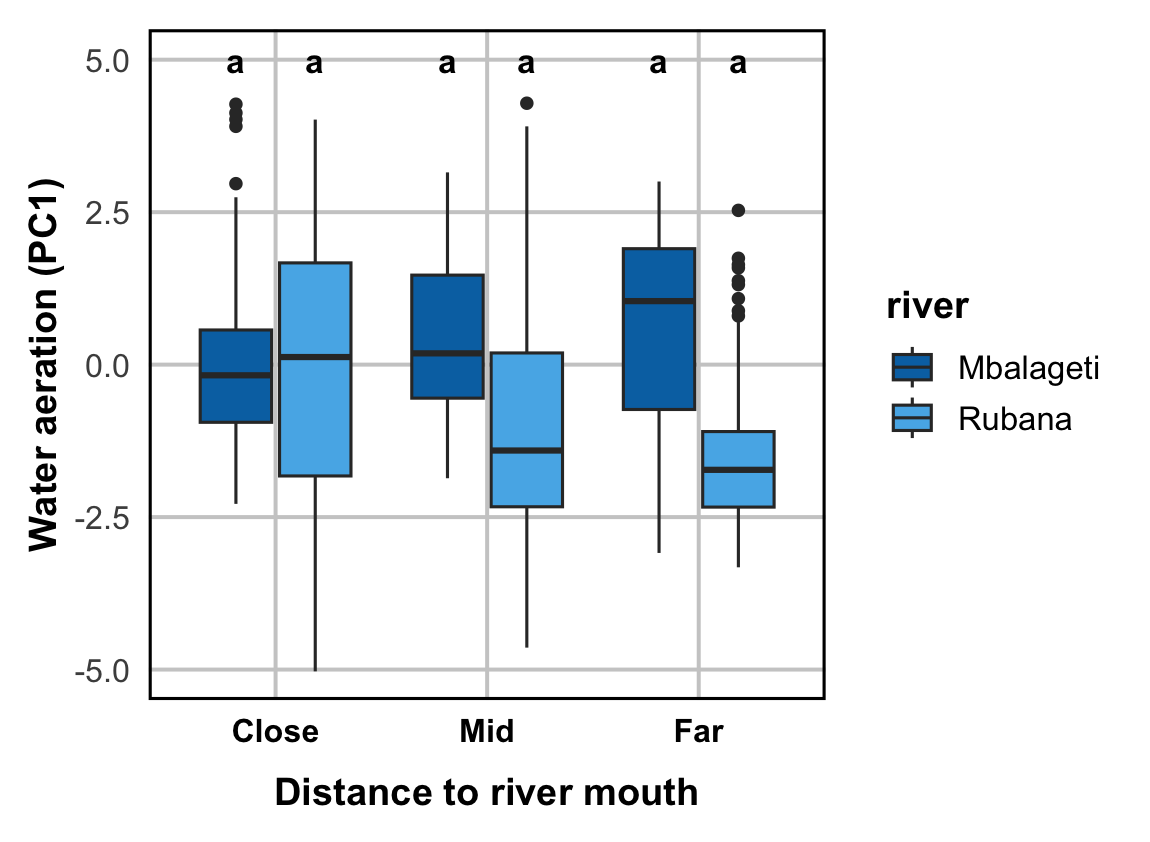 Water aeration (PC1)
5.0
2.5
0.0
-2.5
-5.0
a a a a a a
Close Mid Far
Distance to river mouth
river
Mbalageti
Rubana